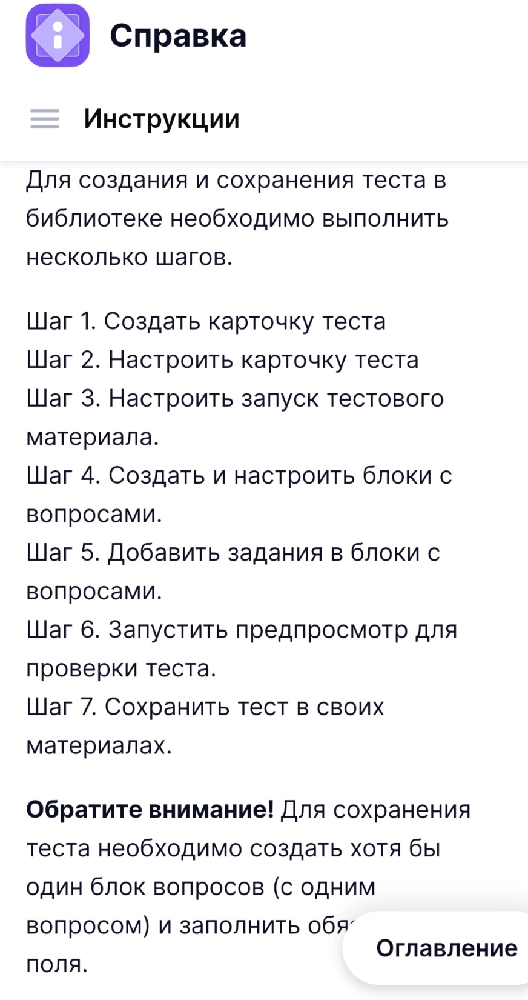 Справка
Инструкции
Для создания и сохранения теста в
библиотеке необходимо выполнить
несколько шагов.
Шаг 1. Создать карточку теста
Шаг 2. Настроить карточку теста
Шаг 3. Настроить запуск тестового
материала.
Шаг 4. Создать и настроить блоки с
вопросами.
Шаг 5. Добавить задания в блоки с
вопросами.
Шаг 6. Запустить предпросмотр для
проверки теста.
Шаг 7. Сохранить тест в своих
материалах.
Обратите внимание! Для сохранения
теста необходимо создать хотя бы
один блок вопросов (с одним
вопросом) и заполнить
поля.
Оглавление